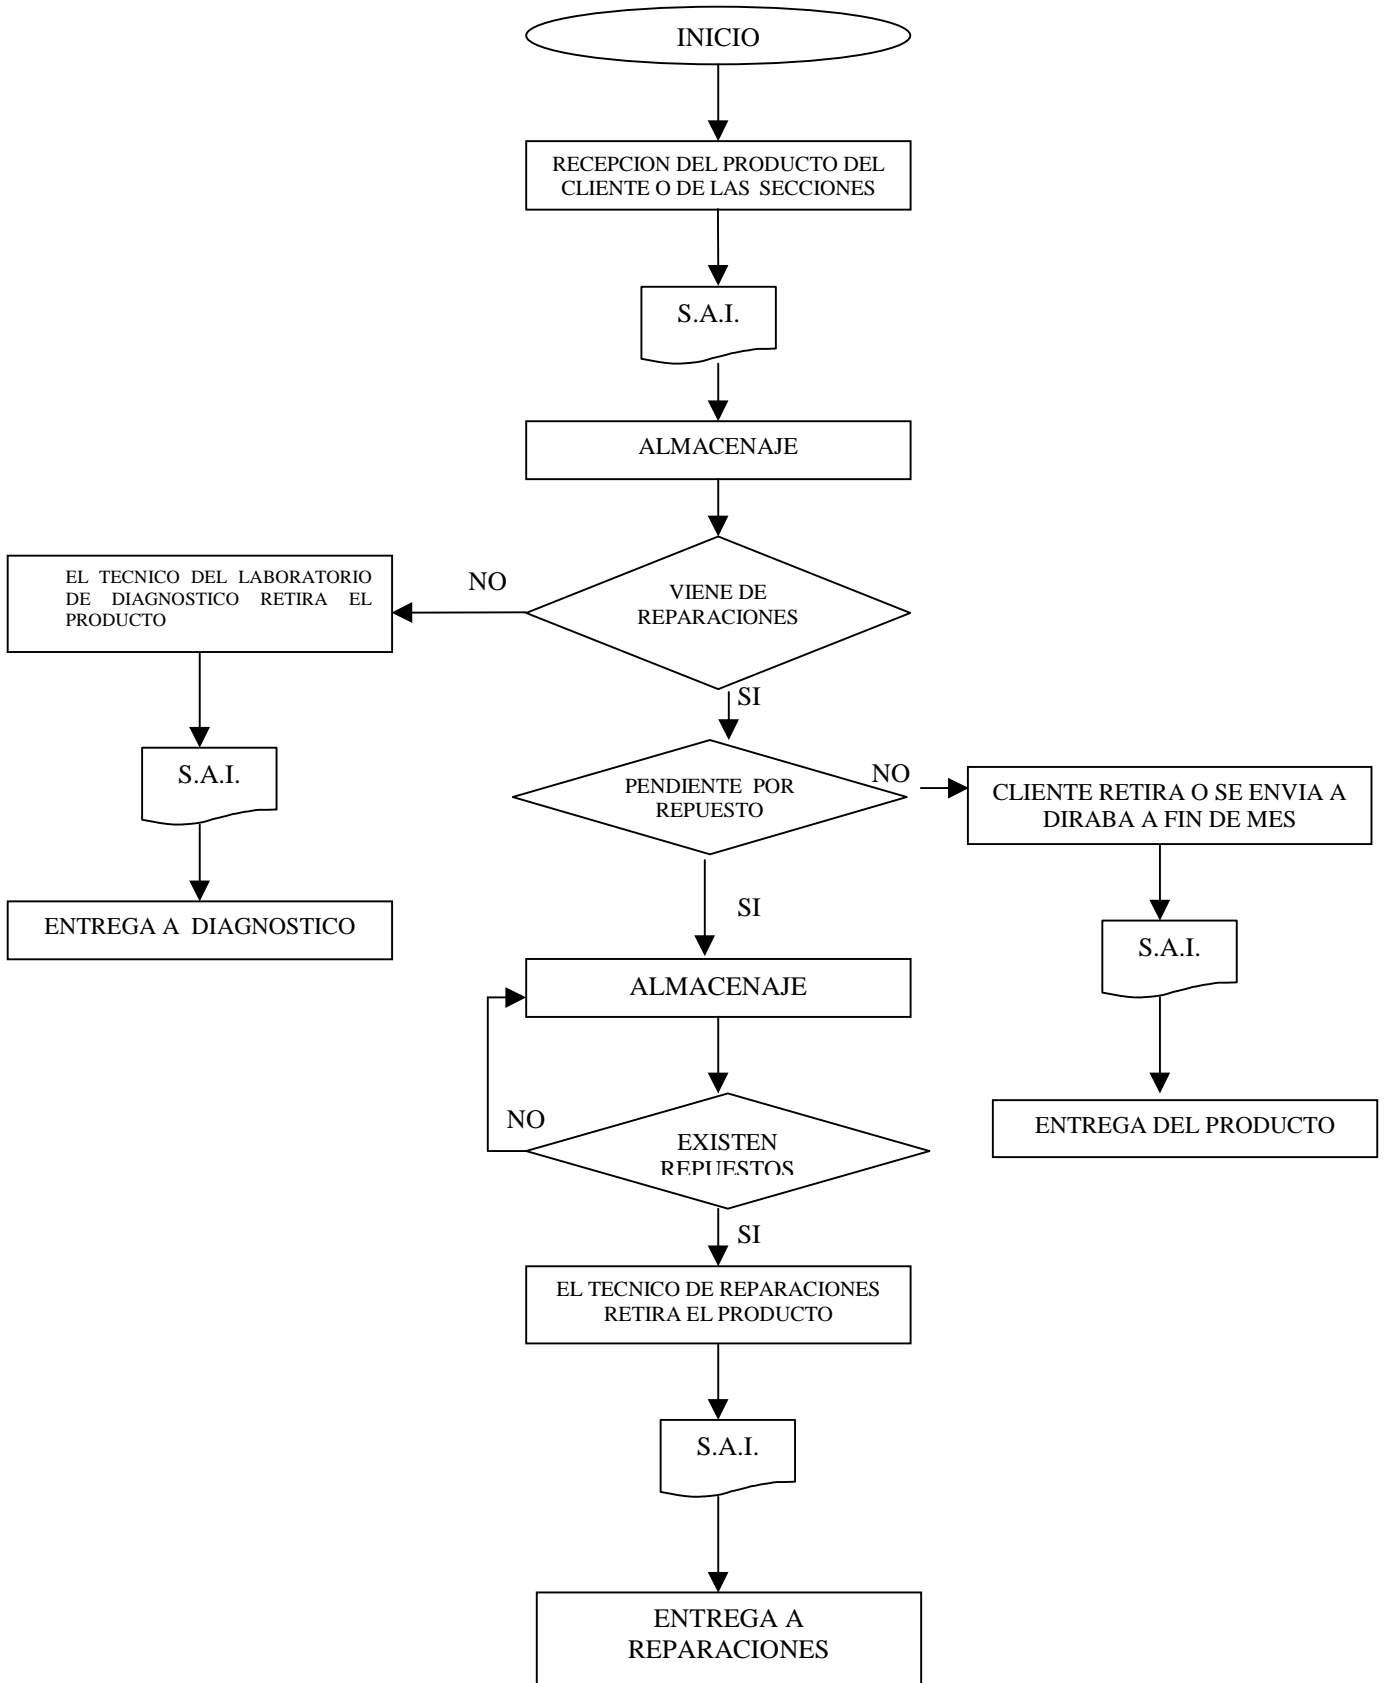 INICIO
RECEPCION DEL PRODUCTO DEL
CLIENTE O DE LAS SECCIONES
S.A.I.
ALMACENAJE
VIENE DE
REPARACIONES
NO
EL TECNICO DEL LABORATORIO
DE DIAGNOSTICO RETIRA EL
PRODUCTO
S.A.I.
ENTREGA A DIAGNOSTICO
SI
PENDIENTE POR
REPUESTO
NO
CLIENTE RETIRA O SE ENVIA A
DIRABA A FIN DE MES
S.A.I.
ENTREGA DEL PRODUCTO
SI
ALMACENAJE
NO
EXISTEN
REPUESTOS
SI
EL TECNICO DE REPARACIONES
RETIRA EL PRODUCTO
S.A.I.
ENTREGA A
REPARACIONES